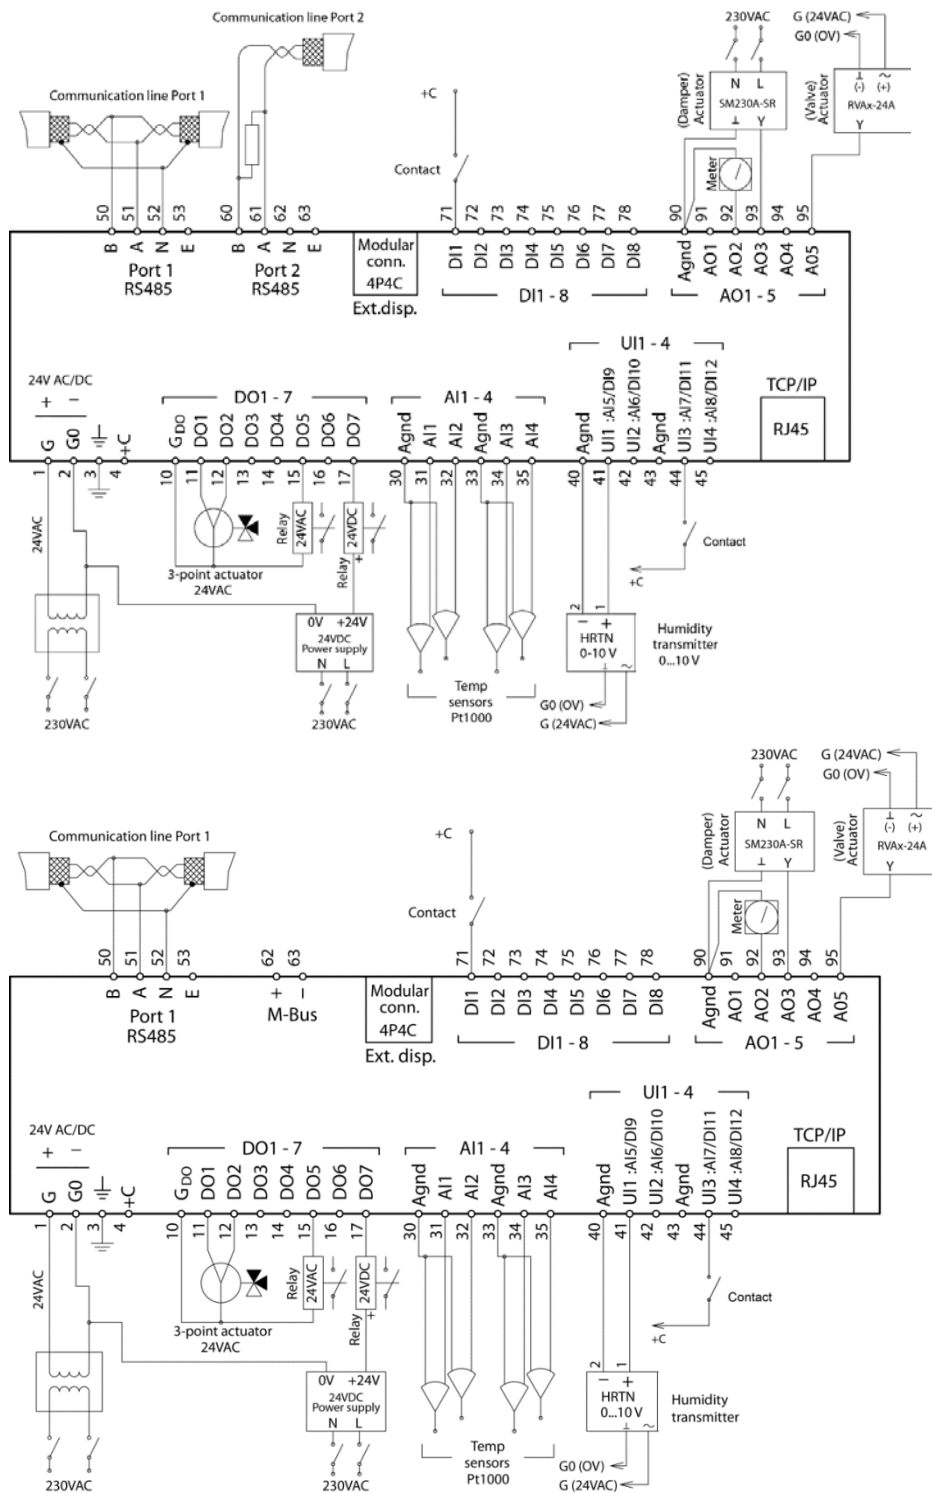 Communication line Port 2
230VAC
G (24VAC)
G0 (OV)
Communication line Port 1
+C
Contact
(Damper)
Actuator
N L
SM230A-SR
⊥ Y
(Valve)
Actuator
⊥ ~
(-) (+)
RVAx-24A
Y
Meter
50 51 52 53 60 61 62 63 71 72 73 74 75 76 77 78 90 91 92 93 94 95
B A N E B A N E
Port 1
RS485
Port 2
RS485
Modular
conn.
4P4C
Ext.disp.
DI1 DI2 DI3 DI4 DI5 DI6 DI7 DI8
DI1 - 8
Agnd AO1 AO2 AO3 AO4 A05
AO1 - 5
24V AC/DC
+ −
G G0 ⏚ +C
DO1 - 7
GDO DO1 DO2 DO3 DO4 DO5 DO6 DO7
AI1 - 4
Agnd AI1 AI2 Agnd AI3 AI4
UI1 - 4
Agnd UI1 :AI5/DI9 UI2 :AI6/DI10 Agnd UI3 :AI7/DI11 UI4 :AI8/DI12
TCP/IP
RJ45
1 2 3 4 10 11 12 13 14 15 16 17 30 31 32 33 34 35 40 41 42 43 44 45
24VAC
Relay
24VAC
24VDC
Relay
+
3-point actuator
24VAC
Contact
+C
0V +24V
24VDC
Power supply
N L
230VAC
230VAC
Temp
sensors
Pt1000
2 1
− +
HRTN
0-10 V
⊥ ~
Humidity
transmitter
0...10 V
G0 (OV)
G (24VAC)
230VAC
G (24VAC)
G0 (OV)
Communication line Port 1
+C
Contact
(Damper)
Actuator
N L
SM230A-SR
⊥ Y
(Valve)
Actuator
⊥ ~
(-) (+)
RVAx-24A
Y
Meter
50 51 52 53 62 63 71 72 73 74 75 76 77 78 90 91 92 93 94 95
B A N E + −
Port 1
RS485
M-Bus
Modular
conn.
4P4C
Ext. disp.
DI1 DI2 DI3 DI4 DI5 DI6 DI7 DI8
DI1 - 8
Agnd AO1 AO2 AO3 AO4 A05
AO1 - 5
24V AC/DC
+ −
G G0 ⏚ +C
DO1 - 7
GDO DO1 DO2 DO3 DO4 DO5 DO6 DO7
AI1 - 4
Agnd AI1 AI2 Agnd AI3 AI4
UI1 - 4
Agnd UI1 :AI5/DI9 UI2 :AI6/DI10 Agnd UI3 :AI7/DI11 UI4 :AI8/DI12
TCP/IP
RJ45
1 2 3 4 10 11 12 13 14 15 16 17 30 31 32 33 34 35 40 41 42 43 44 45
24VAC
Relay
24VAC
24VDC
Relay
+
3-point actuator
24VAC
Contact
+C
0V +24V
24VDC
Power supply
N L
230VAC
230VAC
Temp
sensors
Pt1000
2 1
− +
HRTN
0...10 V
⊥ ~
Humidity
transmitter
G0 (OV)
G (24VAC)